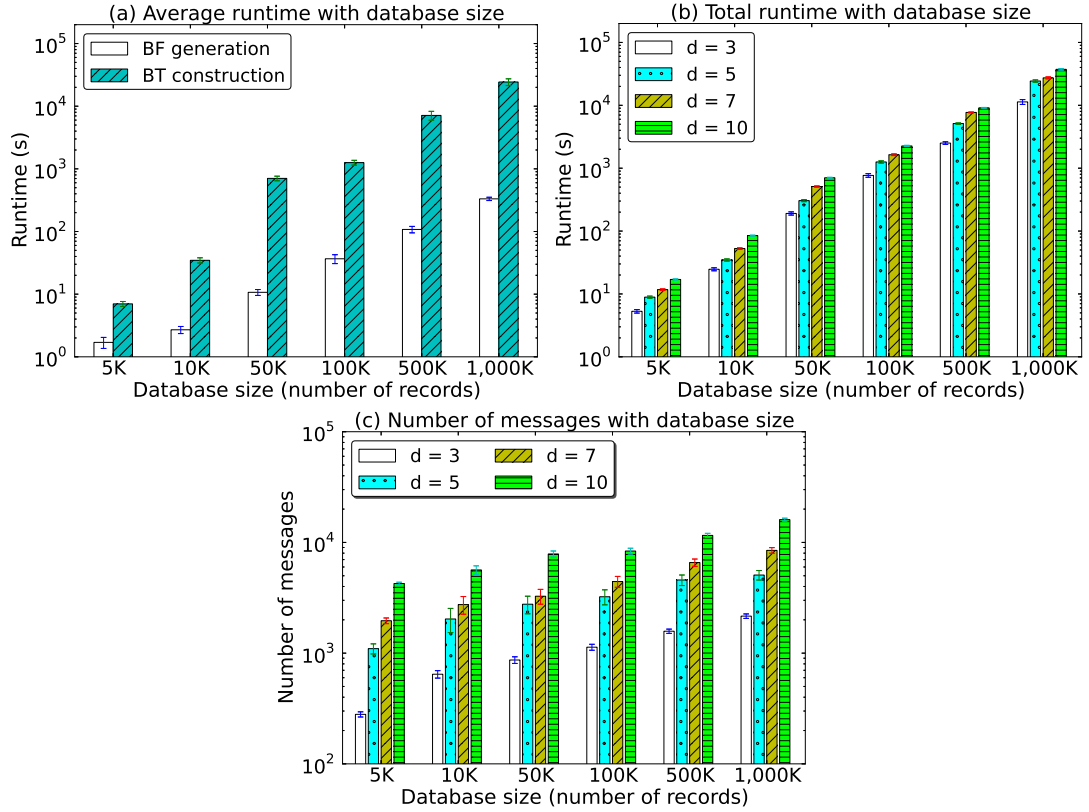 (a) Average runtime with database size
BF generation
BT construction
Runtime (s)
10^5
10^4
10^3
10^2
10^1
10^0
5K 10K 50K 100K 500K 1,000K
Database size (number of records)
(b) Total runtime with database size
d = 3
d = 5
d = 7
d = 10
Runtime (s)
10^5
10^4
10^3
10^2
10^1
10^0
5K 10K 50K 100K 500K 1,000K
Database size (number of records)
(c) Number of messages with database size
d = 3 d = 7
d = 5 d = 10
Number of messages
10^5
10^4
10^3
10^2
5K 10K 50K 100K 500K 1,000K
Database size (number of records)